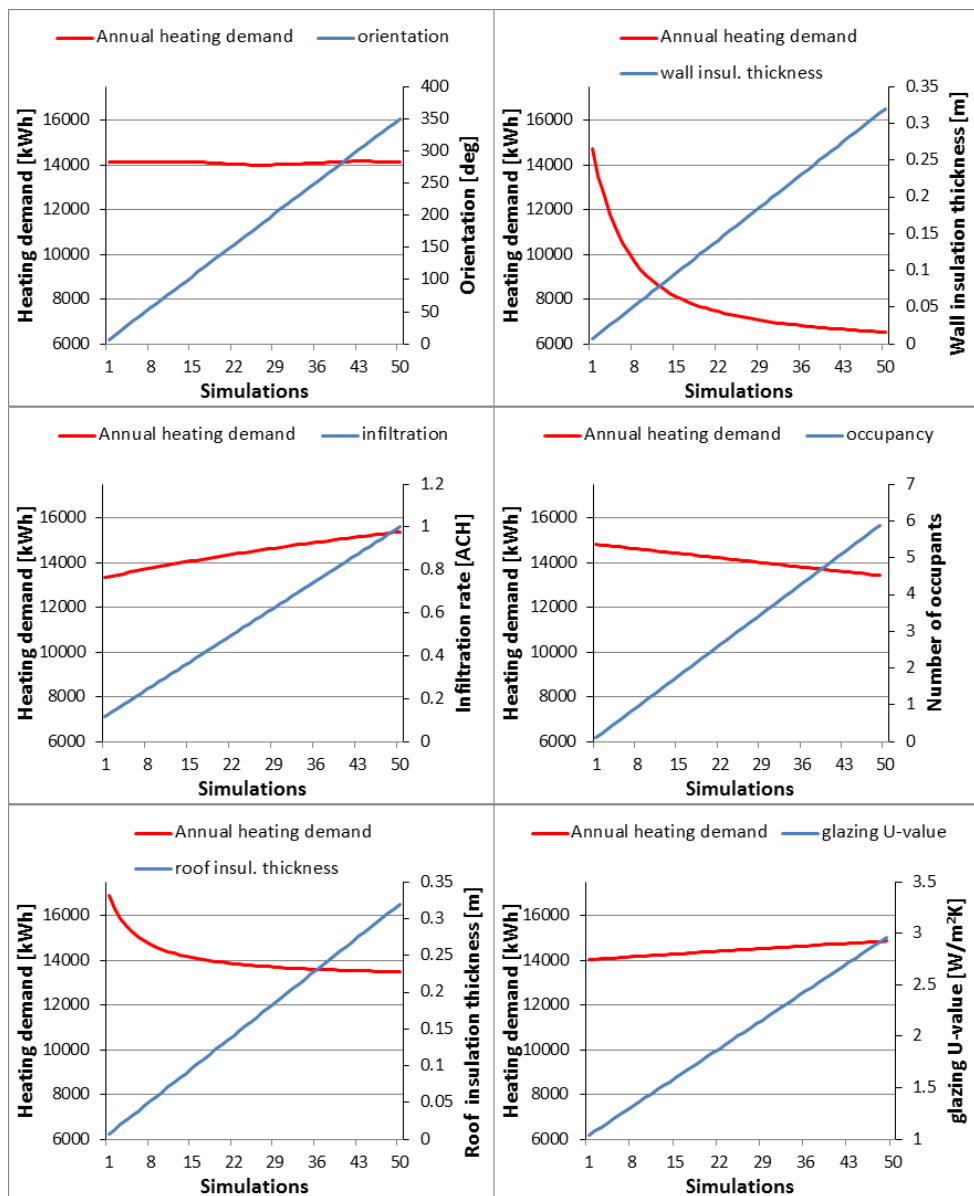 Annual heating demand orientation
Heating demand [kWh]
16000 400
14000 350
12000 300
10000 250
8000 200
6000 150
100
50
0
Orientation [deg]
1 8 15 22 29 36 43 50
Simulations
Annual heating demand
wall insul. thickness
Heating demand [kWh]
16000 0.35
14000 0.3
12000 0.25
10000 0.2
8000 0.15
6000 0.1
0.05
0
Wall insulation thickness [m]
1 8 15 22 29 36 43 50
Simulations
Annual heating demand infiltration
Heating demand [kWh]
16000 1.2
14000 1
12000 0.8
10000 0.6
8000 0.4
6000 0.2
0
Infiltration rate [ACH]
1 8 15 22 29 36 43 50
Simulations
Annual heating demand occupancy
Heating demand [kWh]
16000 7
14000 6
12000 5
10000 4
8000 3
6000 2
1
0
Number of occupants
1 8 15 22 29 36 43 50
Simulations
Annual heating demand
roof insul. thickness
Heating demand [kWh]
16000 0.35
14000 0.3
12000 0.25
10000 0.2
8000 0.15
6000 0.1
0.05
0
Roof insulation thickness [m]
1 8 15 22 29 36 43 50
Simulations
Annual heating demand glazing U-value
Heating demand [kWh]
16000 3.5
14000 3
12000 2.5
10000 2
8000 1.5
6000 1
glazing U-value [W/m²K]
1 8 15 22 29 36 43 50
Simulations